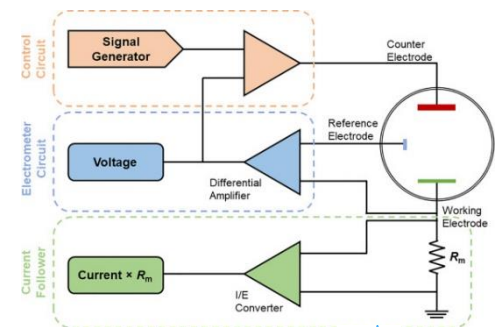 Control
Circuit
Signal
Generator
Counter
Electrode
Electrometer
Circuit
Voltage
Differential
Amplifier
Reference
Electrode
Working
Electrode
Current
Follower
Current × Rm
I/E
Converter
Rm